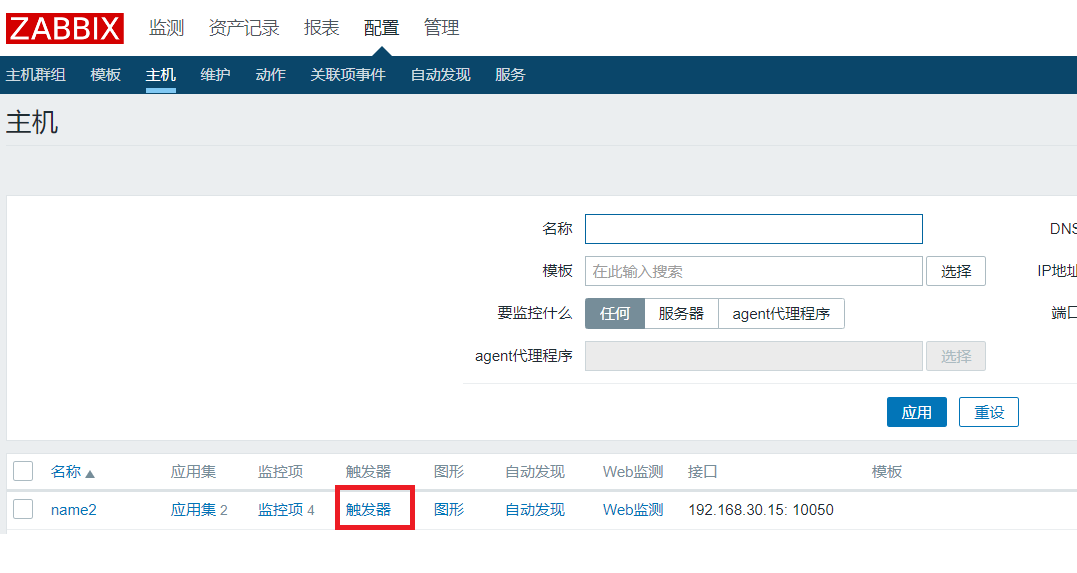 ZABBIX 监测 资产记录 报表 配置 管理
主机群组 模板 主机 维护 动作 关联项事件 自动发现 服务
主机
名称 DNS
模板 在此输入搜索 选择 IP地址
要监控什么 任何 服务器 agent代理程序 端口
agent代理程序 选择
应用 重设
名称 应用集 监控项 触发器 图形 自动发现 Web监测 接口 模板
name2 应用集 2 监控项 4 触发器 图形 自动发现 Web监测 192.168.30.15: 10050